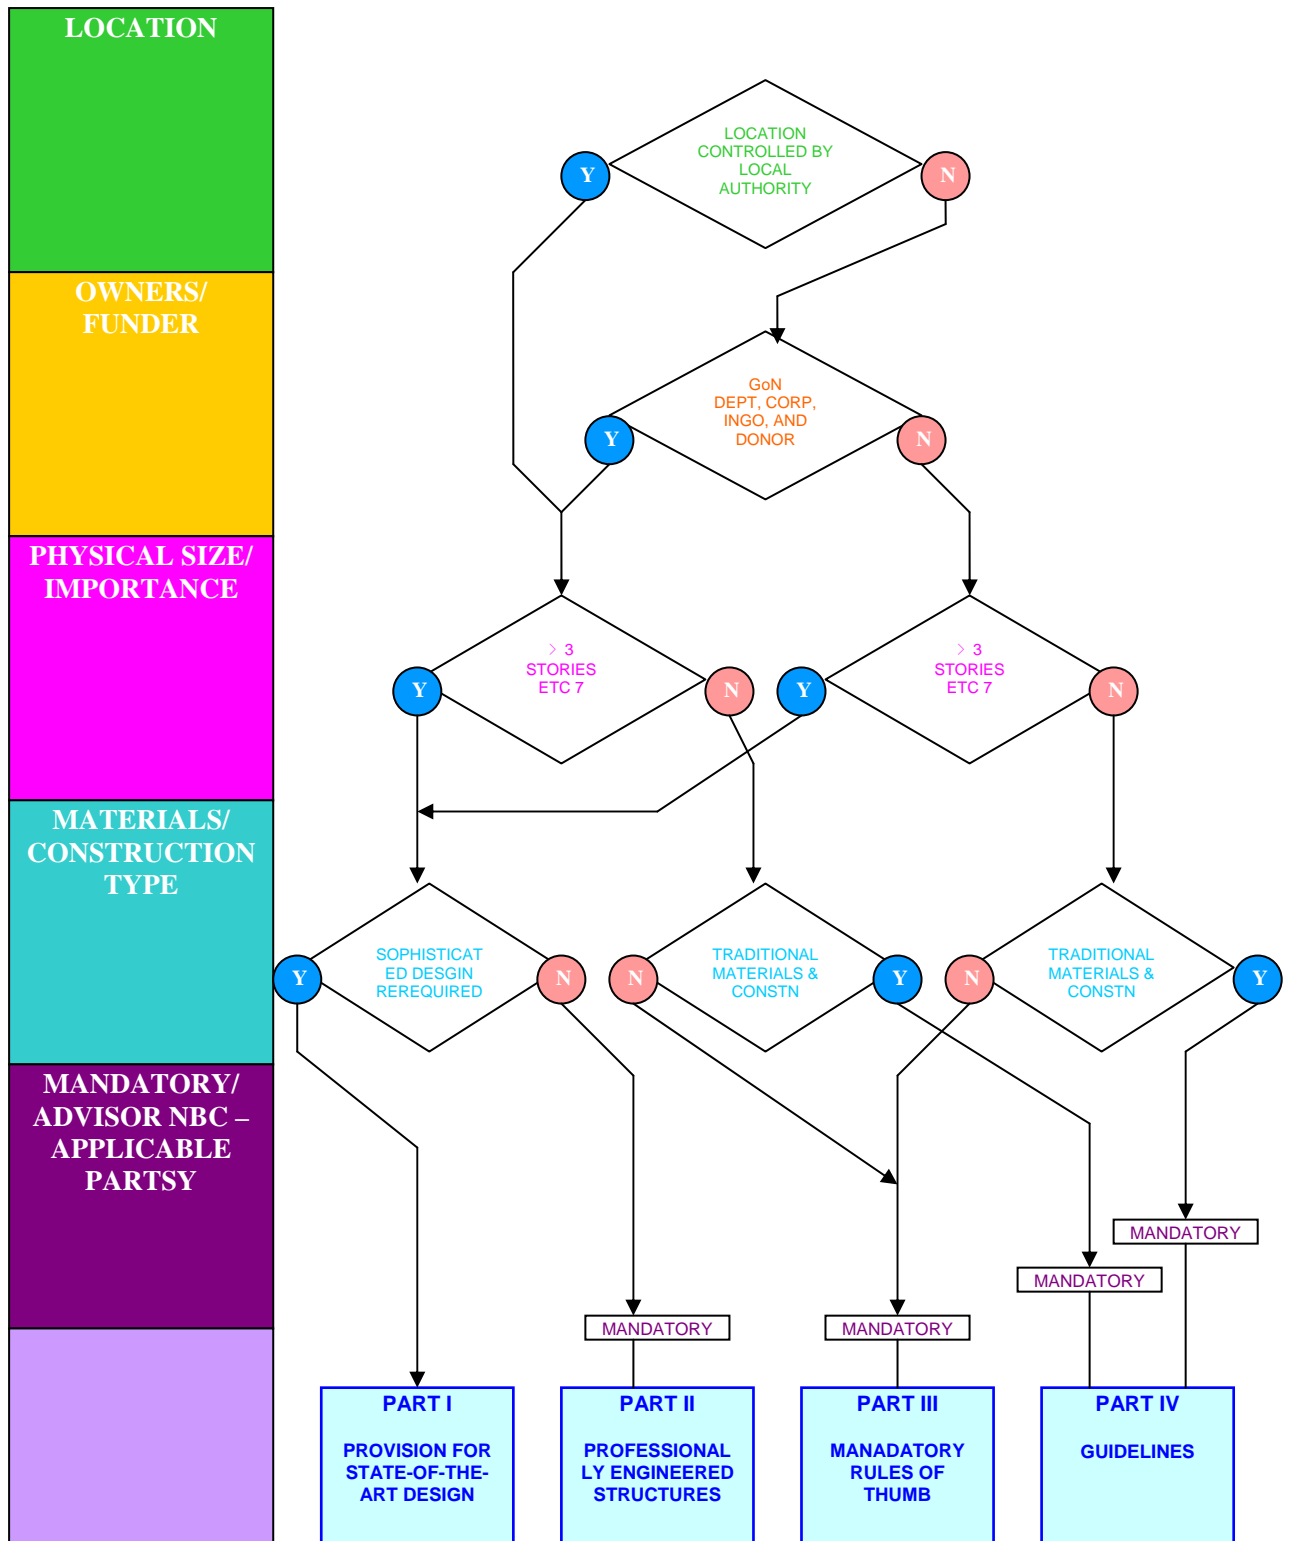 LOCATION
LOCATION
CONTROLLED BY
LOCAL
AUTHORITY
Y
N
OWNERS/
FUNDER
GoN
DEPT, CORP,
INGO, AND
DONOR
Y
N
PHYSICAL SIZE/
IMPORTANCE
> 3
STORIES
ETC 7
Y
N
> 3
STORIES
ETC 7
Y
N
MATERIALS/
CONSTRUCTION
TYPE
SOPHISTICAT
ED DESGIN
REREQUIRED
Y
N
TRADITIONAL
MATERIALS &
CONSTN
N
Y
TRADITIONAL
MATERIALS &
CONSTN
N
Y
MANDATORY/
ADVISOR NBC –
APPLICABLE
PARTSY
MANDATORY
MANDATORY
MANDATORY
MANDATORY
PART I
PROVISION FOR
STATE-OF-THE-
ART DESIGN
PART II
PROFESSIONAL
LY ENGINEERED
STRUCTURES
PART III
MANADATORY
RULES OF
THUMB
PART IV
GUIDELINES